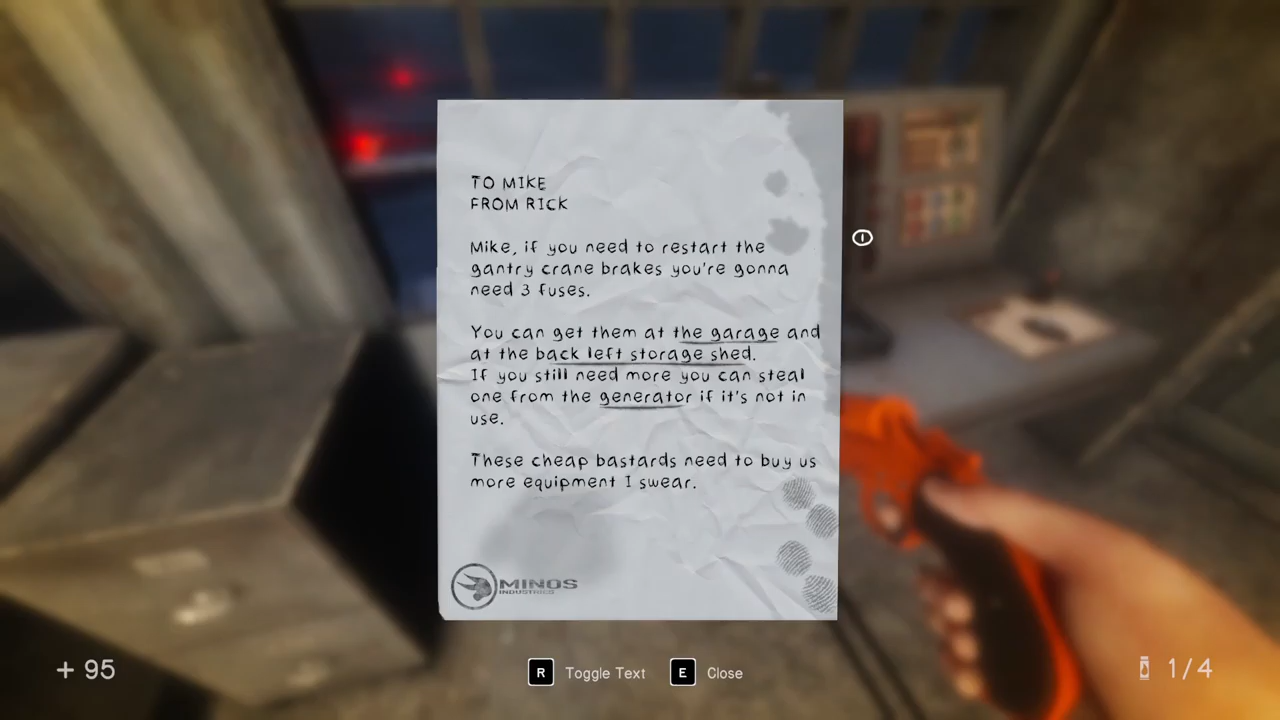 TO MIKE
FROM RICK
Mike, if you need to restart the
gantry crane brakes you're gonna
need 3 fuses.
You can get them at the garage and
at the back left storage shed.
If you still need more you can steal
one from the generator if it's not in
use.
These cheap bastards need to buy us
more equipment I swear.
MINOS
INDUSTRIES
+ 95
R Toggle Text E Close
1/4